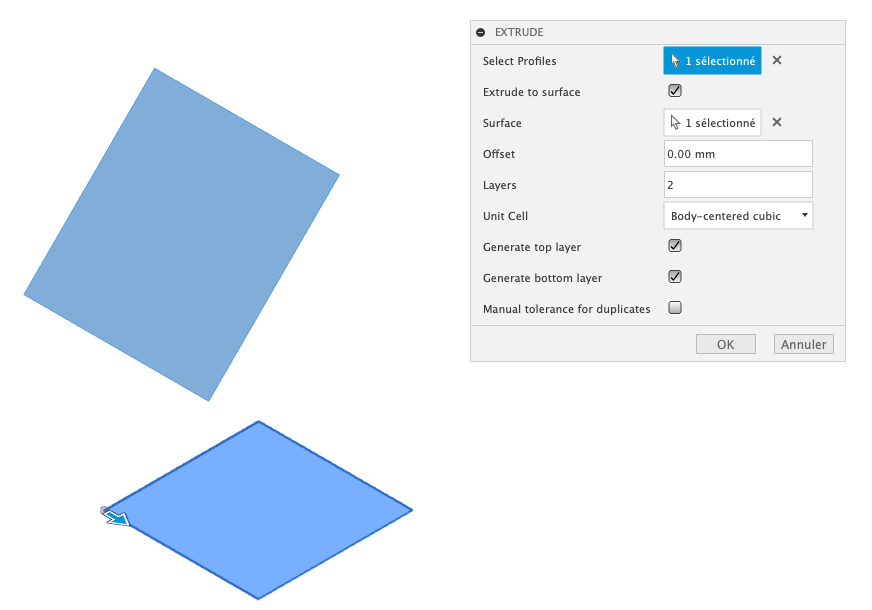 EXTRUDE
Select Profiles 1 sélectionné
Extrude to surface
Surface 1 sélectionné
Offset 0.00 mm
Layers 2
Unit Cell Body-centered cubic
Generate top layer
Generate bottom layer
Manual tolerance for duplicates
OK Annuler